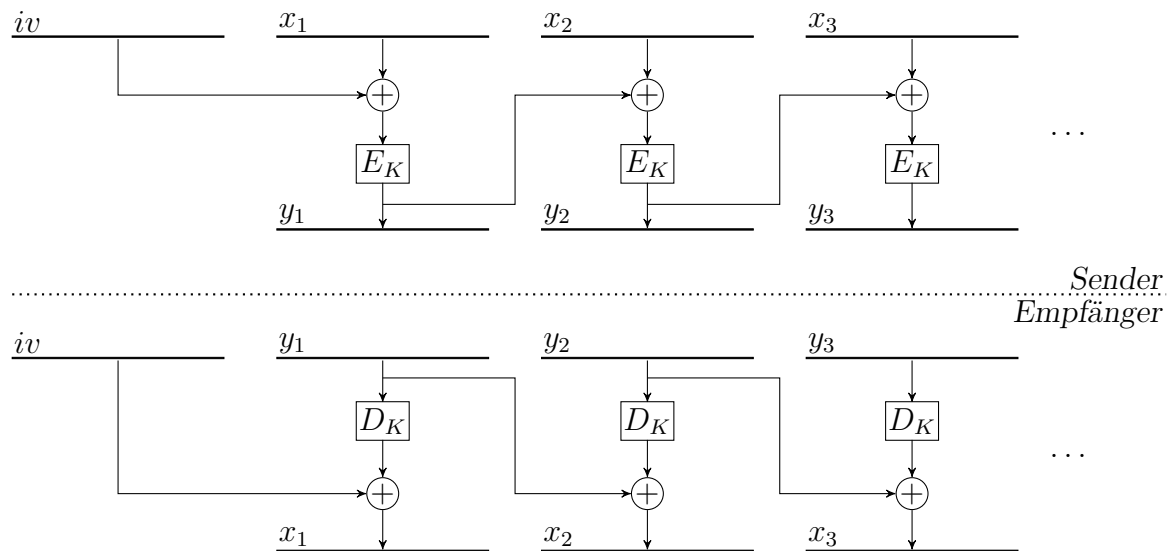 iv x₁ x₂ x₃
+ + +
. . .
E_K E_K E_K
y₁ y₂ y₃
Sender
Empfänger
iv y₁ y₂ y₃
D_K D_K D_K
. . .
+ + +
x₁ x₂ x₃